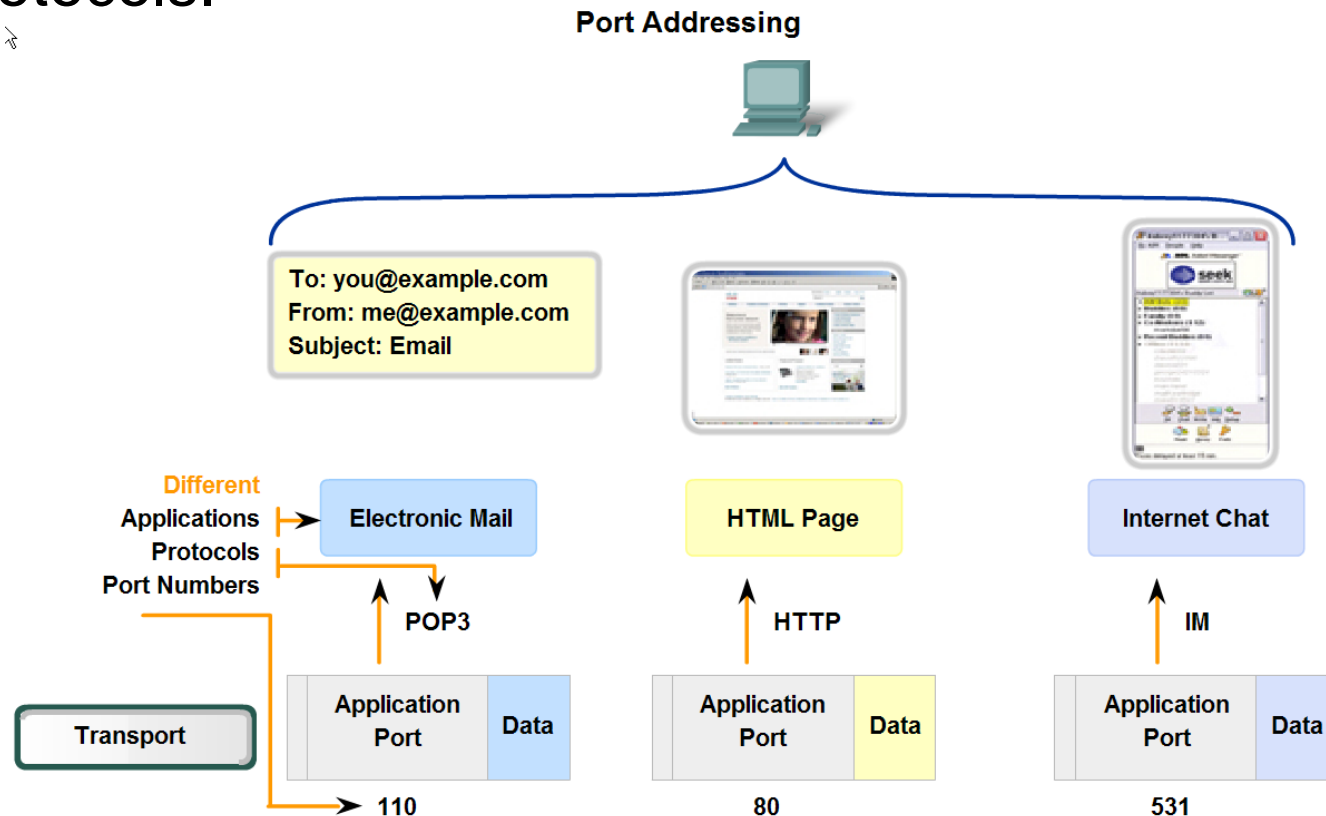 otocols.
Port Addressing
To: you@example.com
From: me@example.com
Subject: Email
seek
Different
Applications
Protocols
Port Numbers
Electronic Mail
HTML Page
Internet Chat
POP3
HTTP
IM
Transport
Application
Port
Data
Application
Port
Data
Application
Port
Data
110
80
531